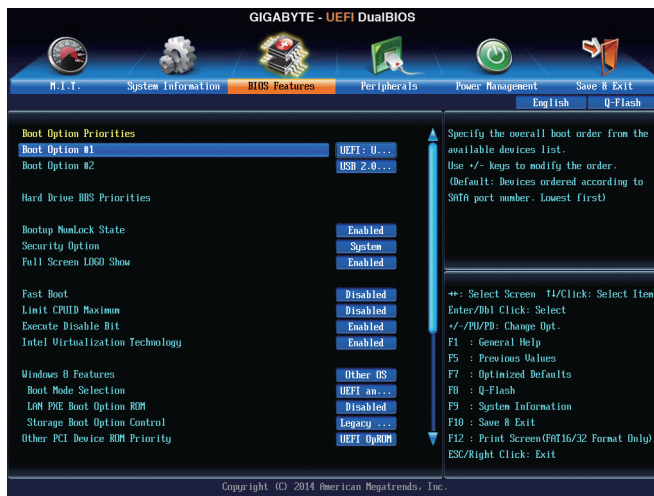 GIGABYTE - UEFI DualBIOS
M.I.T. System Information BIOS Features Peripherals Power Management Save & Exit
English Q-Flash
Boot Option Priorities
Boot Option #1 UEFI: U...
Boot Option #2 USB 2.0...
Hard Drive BBS Priorities
Bootup NumLock State Enabled
Security Option System
Full Screen LOGO Show Enabled
Fast Boot Disabled
Limit CPUID Maximum Disabled
Execute Disable Bit Enabled
Intel Virtualization Technology Enabled
Windows 8 Features Other OS
Boot Mode Selection UEFI an...
LAN PXE Boot Option ROM Disabled
Storage Boot Option Control Legacy ...
Other PCI Device ROM Priority UEFI OpROM
Specify the overall boot order from the
available devices list.
Use +/- keys to modify the order.
(Default: Devices ordered according to
SATA port number. Lowest first)
→←: Select Screen ↑↓/Click: Select Item
Enter/Dbl Click: Select
+/-/PU/PD: Change Opt.
F1 : General Help
F5 : Previous Values
F7 : Optimized Defaults
F8 : Q-Flash
F9 : System Information
F10 : Save & Exit
F12 : Print Screen(FAT16/32 Format Only)
ESC/Right Click: Exit
Copyright (C) 2014 American Megatrends, Inc.